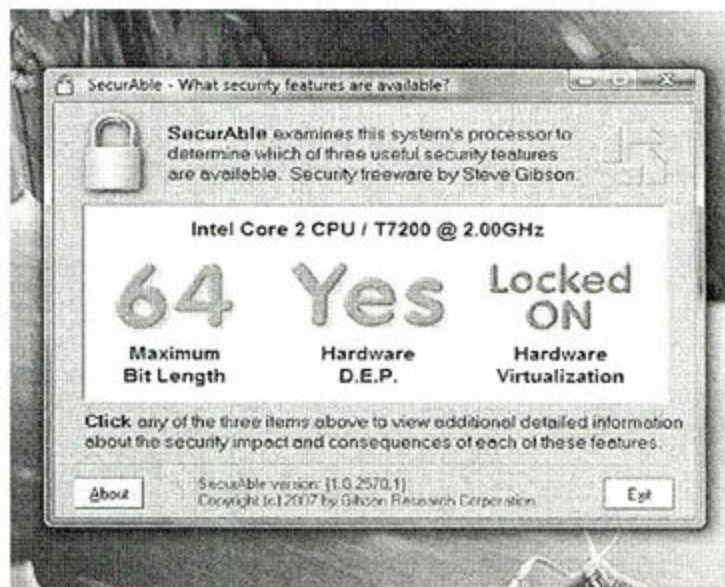 SecurAble - What security features are available?
SecurAble examines this system's processor to
determine which of three useful security features
are available. Security freeware by Steve Gibson.
Intel Core 2 CPU / T7200 @ 2.00GHz
64 Yes Locked ON
Maximum Bit Length
Hardware D.E.P.
Hardware Virtualization
Click any of the three items above to view additional detailed information
about the security impact and consequences of each of these features.
About
SecurAble version: [1.0.2570.1]
Copyright (c) 2007 by Gibson Research Corporation
Exit